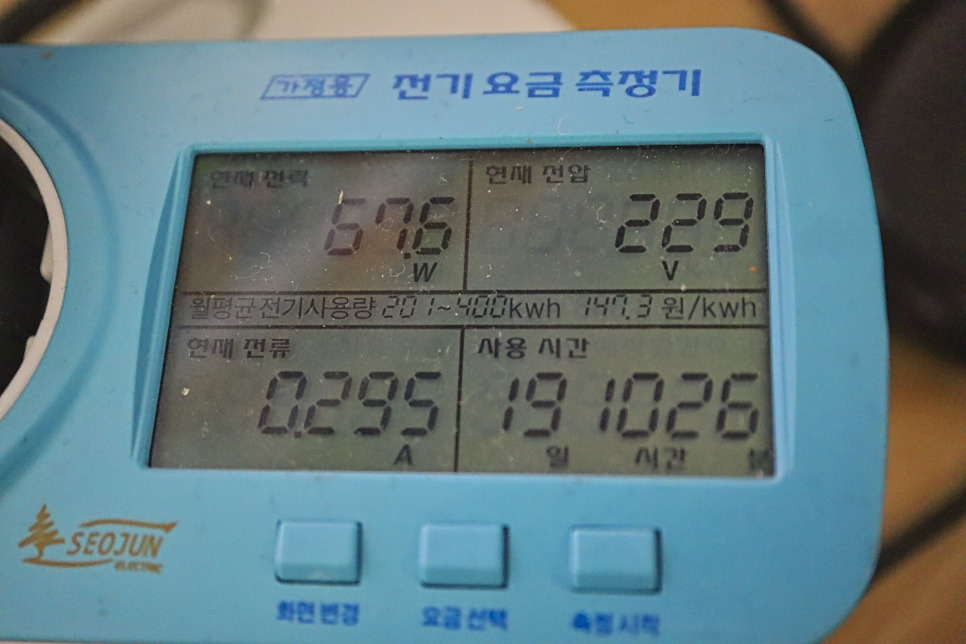 가정용 전기요금 측정기
현재 전력 현재 전압
67.6 229
W V
월평균전기사용량 201~400kwh 147.3 원/kwh
현재 전류 사용 시간
0.295 19 1026
A 일 시간 분
SEOJUN
ELECTRIC
화면 변경 요금 선택 측정 시작